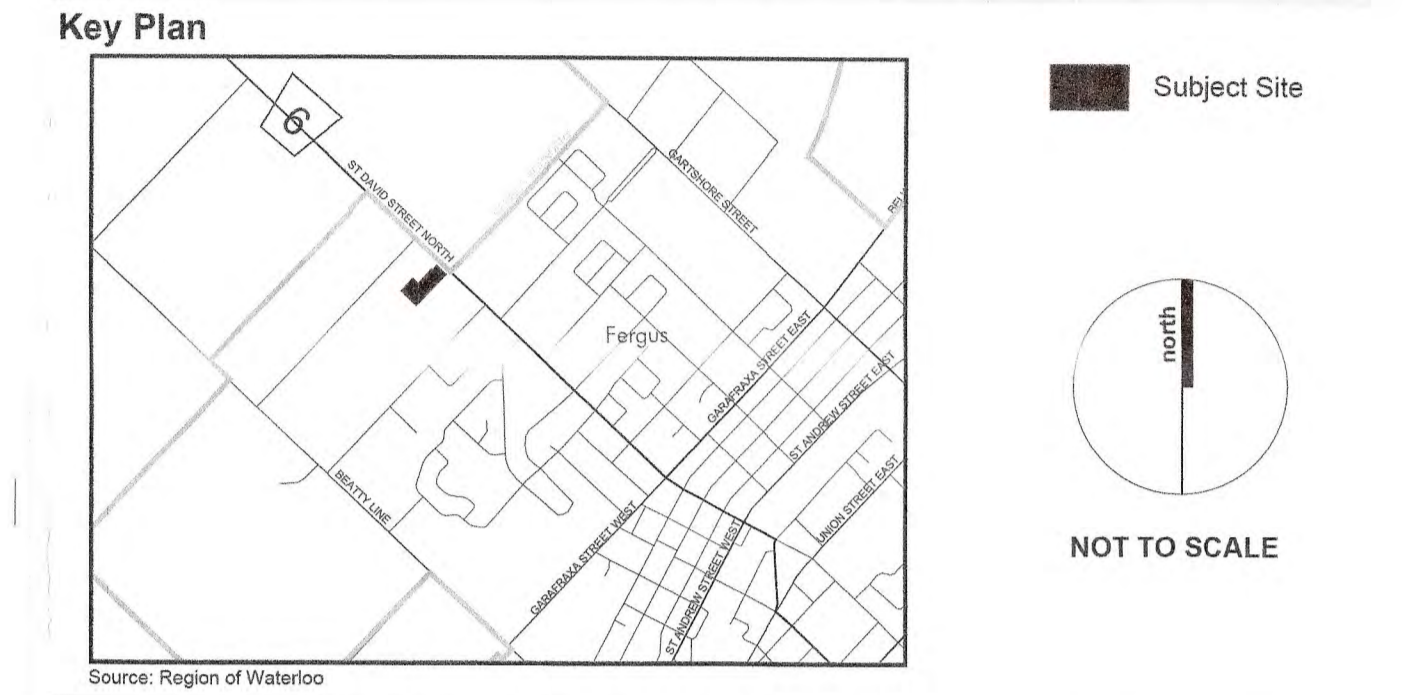 Key Plan
Subject Site
6
ST DAVID STREET NORTH
GARTSHORE STREET
Fergus
GARAFRAXA STREET EAST
ST ANDREW STREET EAST
UNION STREET EAST
BEATTY LINE
GARAFRAXA STREET WEST
ST ANDREW STREET WEST
north
NOT TO SCALE
Source: Region of Waterloo